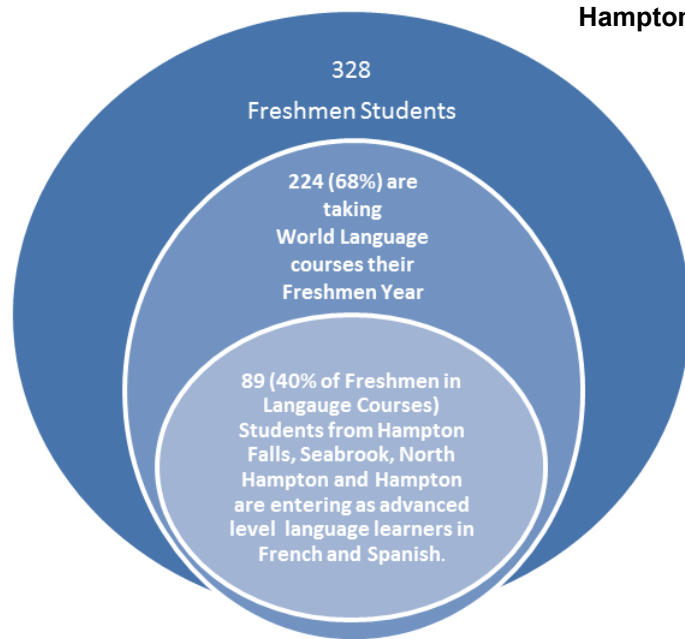 Hampton
328
Freshmen Students
224 (68%) are
taking
World Language
courses their
Freshmen Year
89 (40% of Freshmen in
Langauge Courses)
Students from Hampton
Falls, Seabrook, North
Hampton and Hampton
are entering as advanced
level  language learners in
French and Spanish.